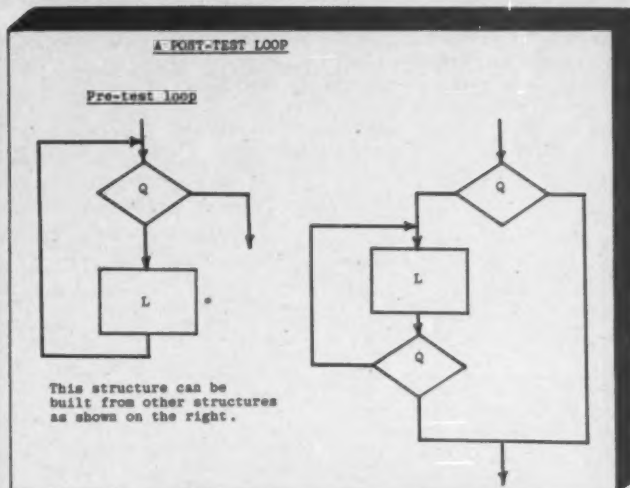 A POST-TEST LOOP
Pre-test loop
Q
L
This structure can be
built from other structures
as shown on the right.
Q
L
Q